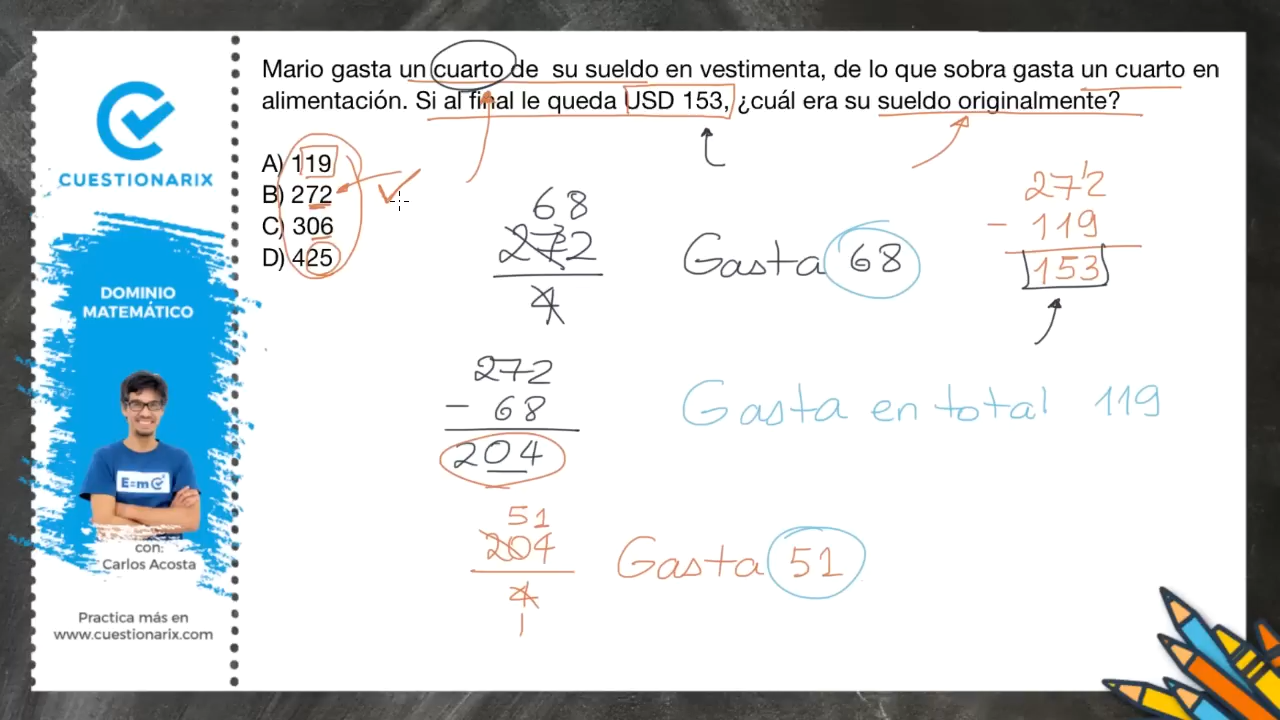 Mario gasta un cuarto de su sueldo en vestimenta, de lo que sobra gasta un cuarto en
alimentación. Si al final le queda USD 153, ¿cuál era su sueldo originalmente?
CUESTIONARIX
A) 119
B) 272
C) 306
D) 425
DOMINIO
MATEMÁTICO
E=m
con:
Carlos Acosta
Practica más en
www.cuestionarix.com
68
272
4
Gasta 68
272
- 119
153
272
- 68
204
Gasta en total 119
51
204
4
1
Gasta 51